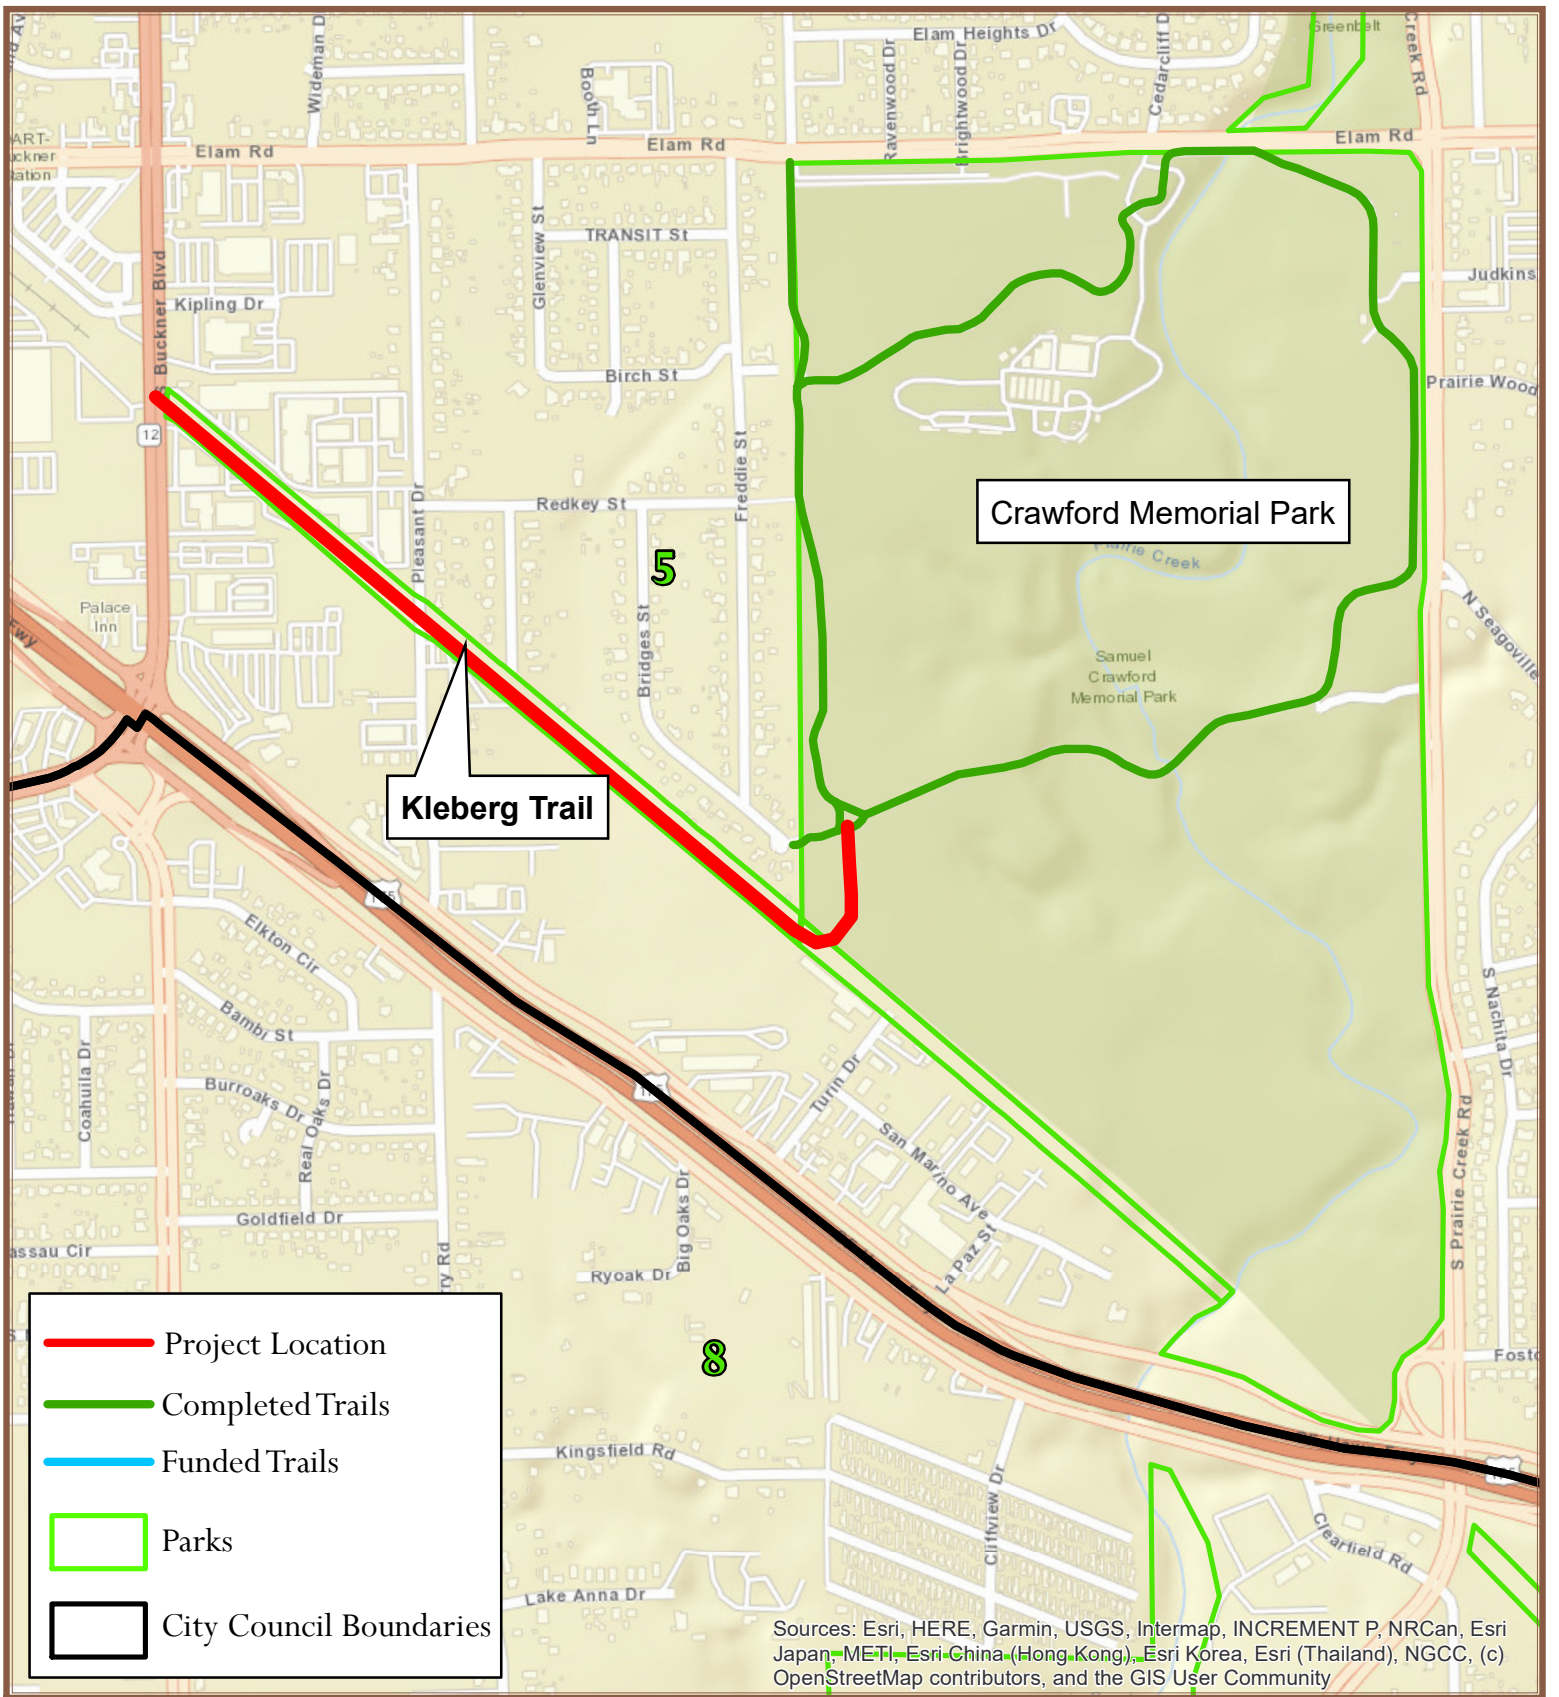 Elam Heights Dr
Greenbelt
Creek Rd
Wideman D
Booth Ln
Ravenwood Dr
Brightwood Dr
Cedarcliff D
Elam Rd
Elam Rd
Elam Rd
DART-
TRANSIT St
Glenview St
S Buckner Blvd
Kipling Dr
Judkins
Birch St
Prairie Wood
12
Pleasant Dr
Redkey St
Freddie St
Crawford Memorial Park
Prairie Creek
5
Palace
Inn
Fwy
Bridges St
N Seagoville
Samuel
Crawford
Memorial Park
Kleberg Trail
175
Elkton Cir
Bambi St
S Nachita Dr
Coahuila Dr
Burroaks Dr
Real Oaks Dr
Turin Dr
San Marino Ave
La Paz St
S Prairie Creek Rd
Goldfield Dr
assau Cir
Big Oaks Dr
Ryoak Dr
rry Rd
8
Kingsfield Rd
Cliffview Dr
Clearfield Rd
Lake Anna Dr
Project Location
Completed Trails
Funded Trails
Parks
City Council Boundaries
Sources: Esri, HERE, Garmin, USGS, Intermap, INCREMENT P, NRCan, Esri
Japan, METI, Esri China (Hong Kong), Esri Korea, Esri (Thailand), NGCC, (c)
OpenStreetMap contributors, and the GIS User Community